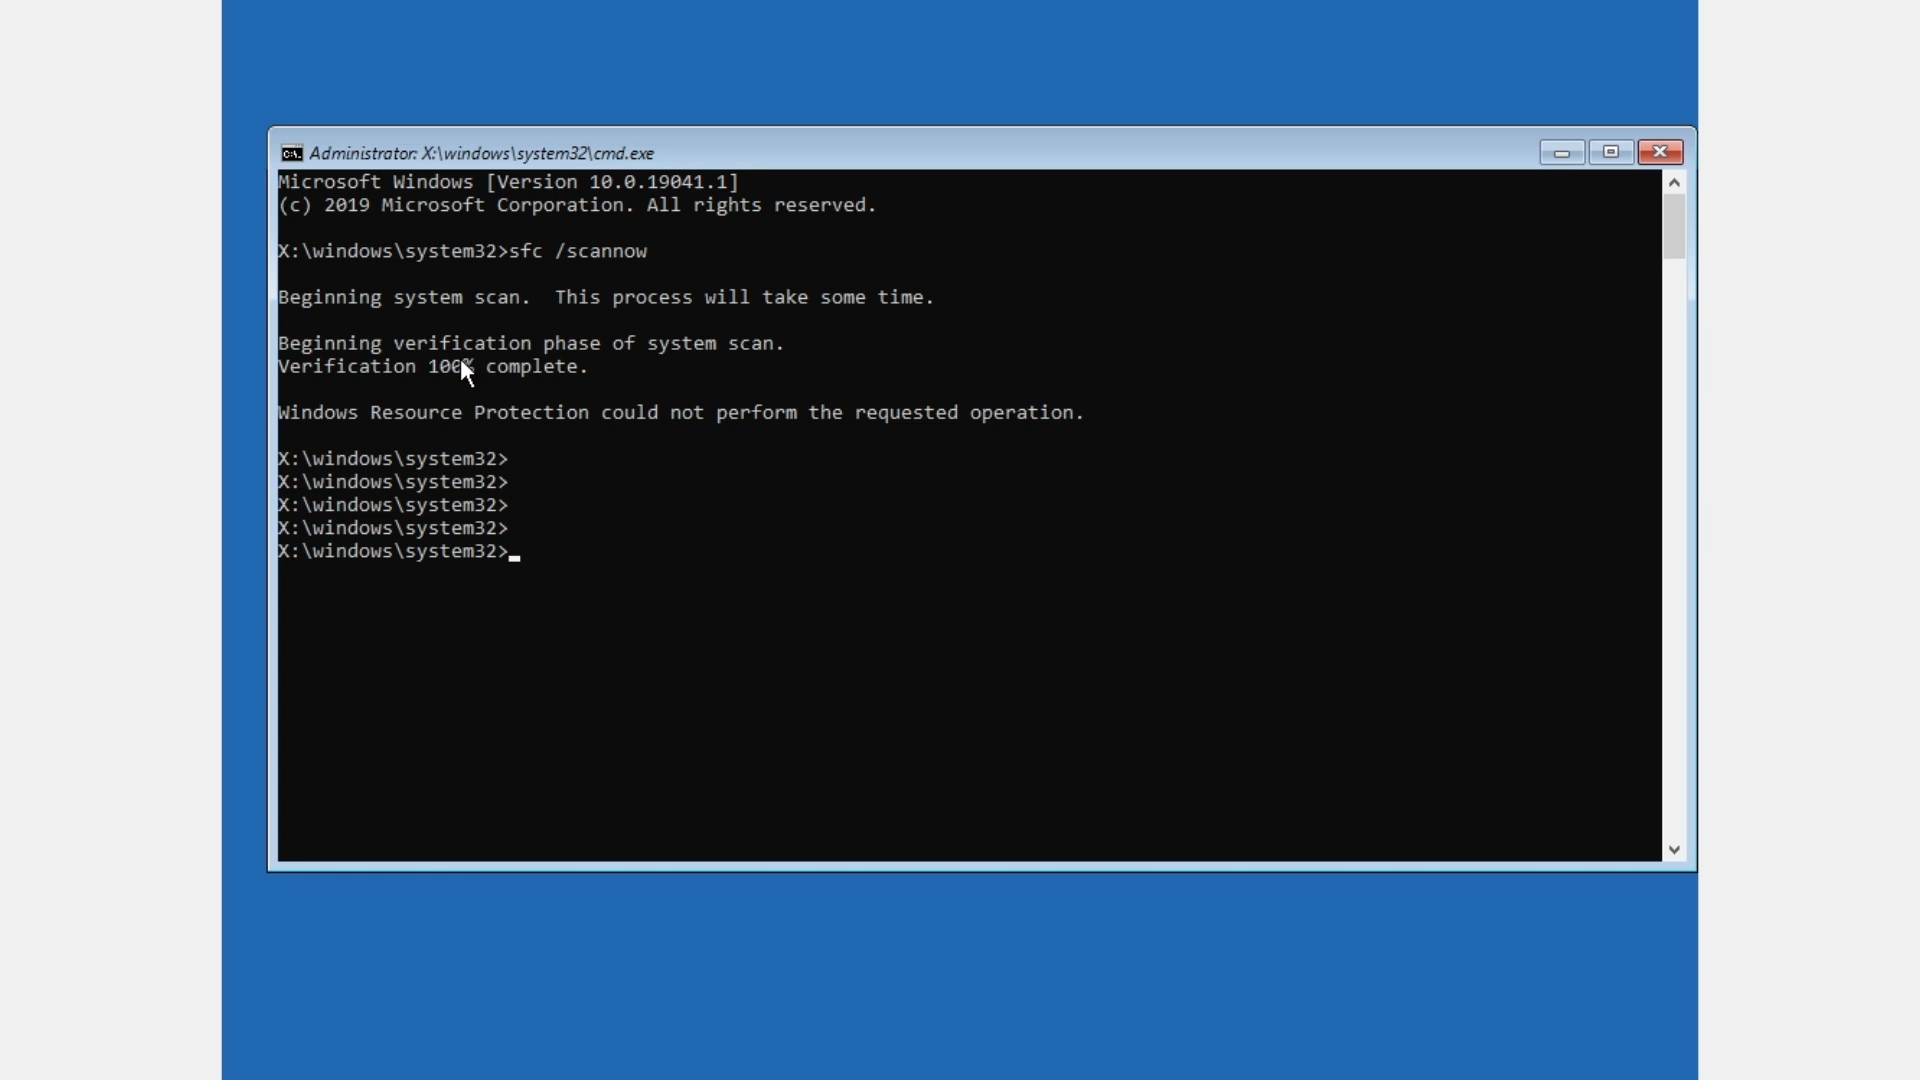 Administrator: X:\windows\system32\cmd.exe
Microsoft Windows [Version 10.0.19041.1]
(c) 2019 Microsoft Corporation. All rights reserved.
X:\windows\system32>sfc /scannow
Beginning system scan.  This process will take some time.
Beginning verification phase of system scan.
Verification 100% complete.
Windows Resource Protection could not perform the requested operation.
X:\windows\system32>
X:\windows\system32>
X:\windows\system32>
X:\windows\system32>
X:\windows\system32>